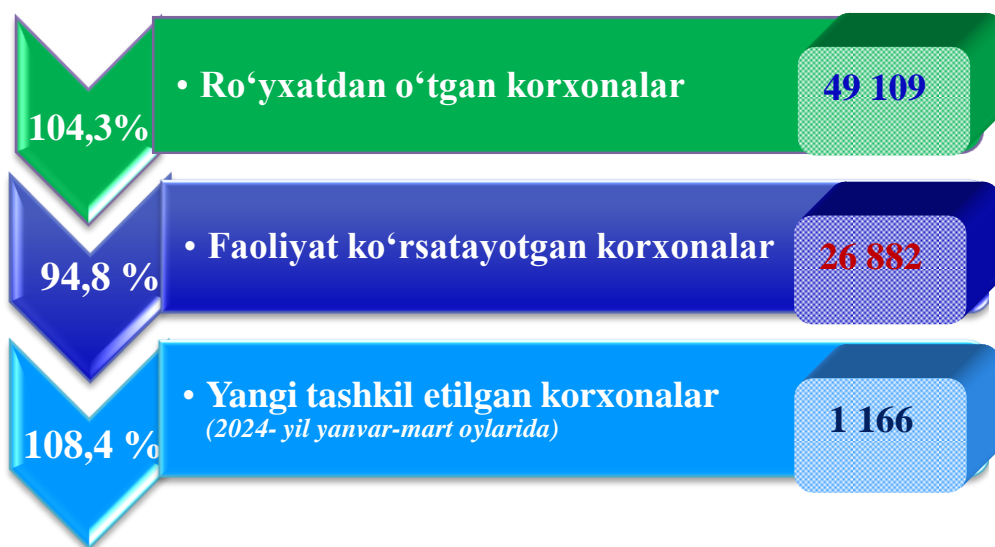 104,3%
• Ro‘yxatdan o‘tgan korxonalar
49 109
94,8 %
• Faoliyat ko‘rsatayotgan korxonalar
26 882
108,4 %
• Yangi tashkil etilgan korxonalar
(2024- yil yanvar-mart oylarida)
1 166